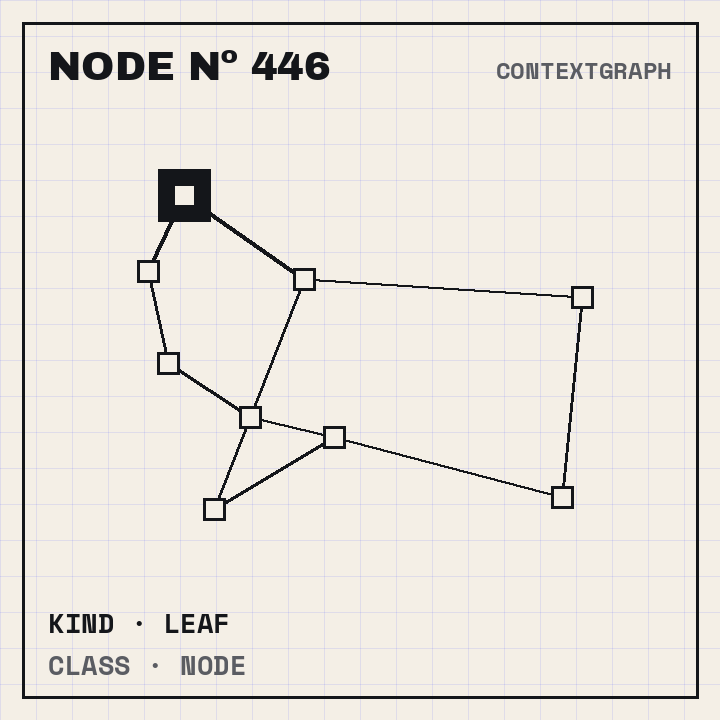 NODE Nº 446
CONTEXTGRAPH
KIND · LEAF
CLASS · NODE